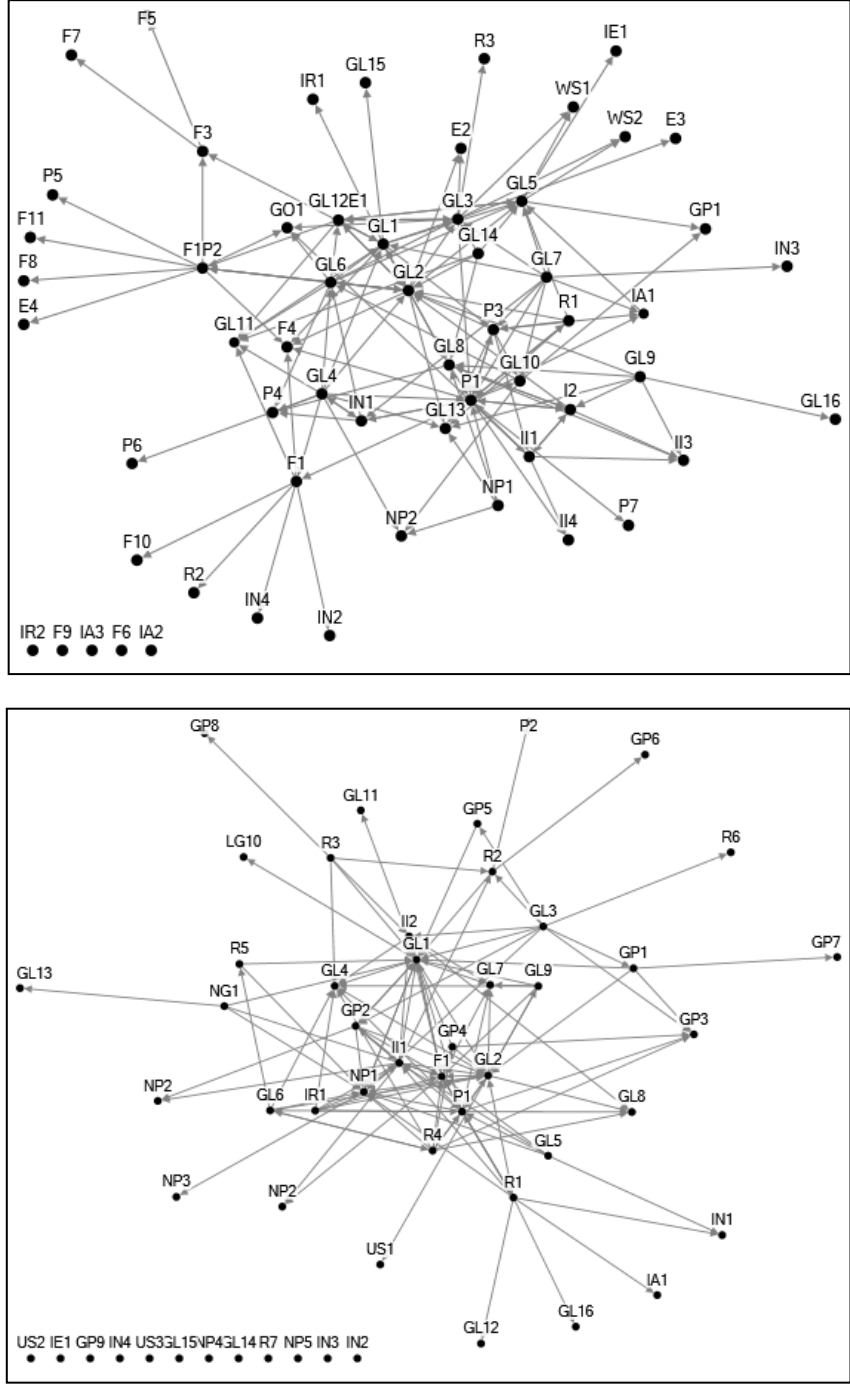 F5
F7
IE1
R3
GL15
IR1
WS1
WS2
E3
E2
F3
P5
GL5
GL12E1
GL3
GO1
GP1
F11
GL1
GL14
F1P2
IN3
F8
GL6
GL2
GL7
E4
R1
IA1
P3
GL11
F4
GL8
GL10
GL9
GL4
P1
P4
IN1
I2
GL16
GL13
P6
F1
II1
II3
NP1
NP2
II4
P7
F10
R2
IN4
IN2
IR2 F9 IA3 F6 IA2
GP8
P2
GP6
GL11
GP5
LG10
R3
R2
R6
GL3
II2
R5
GL1
GP1
GP7
GL13
GL4
GL7
GL9
NG1
GP2
GP4
GP3
II1
F1
GL2
NP1
NP2
GL6
IR1
P1
GL8
R4
GL5
NP3
NP2
R1
IN1
US1
IA1
GL12
GL16
US2 IE1 GP9 IN4 US3 GL15 NP4 GL14 R7 NP5 IN3 IN2